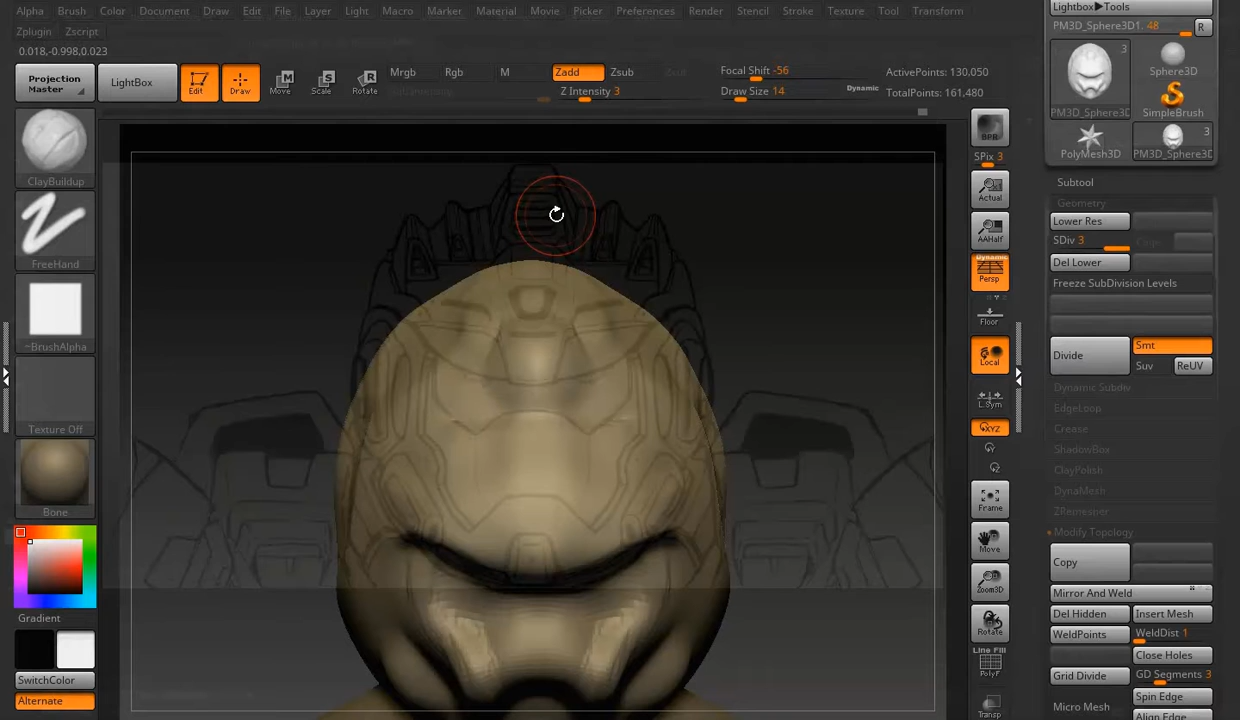 Alpha Brush Color Document Draw Edit File Layer Light Macro Marker Material Movie Picker Preferences Render Stencil Stroke Texture Tool Transform
Zplugin Zscript
0.018,-0.998,0.023
Projection Master
LightBox
Edit
Draw
Move
Scale
Rotate
Mrgb Rgb M
Zadd Zsub
Z Intensity 3
Focal Shift -56
Draw Size 14
Dynamic
ActivePoints: 130,050
TotalPoints: 161,480
ClayBuildup
FreeHand
~BrushAlpha
Texture Off
Bone
Gradient
SwitchColor
Alternate
BPR
SPix 3
Actual
AAHalf
Dynamic
Persp
Floor
Local
L.Sym
XYZ
Frame
Move
Zoom3D
Rotate
Line Fill
PolyF
Transp
Lightbox▶Tools
PM3D_Sphere3D1. 48
R
3
PM3D_Sphere3D
Sphere3D
SimpleBrush
PolyMesh3D
3
PM3D_Sphere3D
Subtool
Geometry
Lower Res
SDiv 3
Del Lower
Freeze SubDivision Levels
Divide
Smt
Suv
ReUV
Dynamic Subdiv
EdgeLoop
Crease
ShadowBox
ClayPolish
DynaMesh
ZRemesher
Modify Topology
Copy
Mirror And Weld
Del Hidden
Insert Mesh
WeldPoints
WeldDist 1
Close Holes
Grid Divide
GD Segments 3
Micro Mesh
Spin Edge
Align Edge